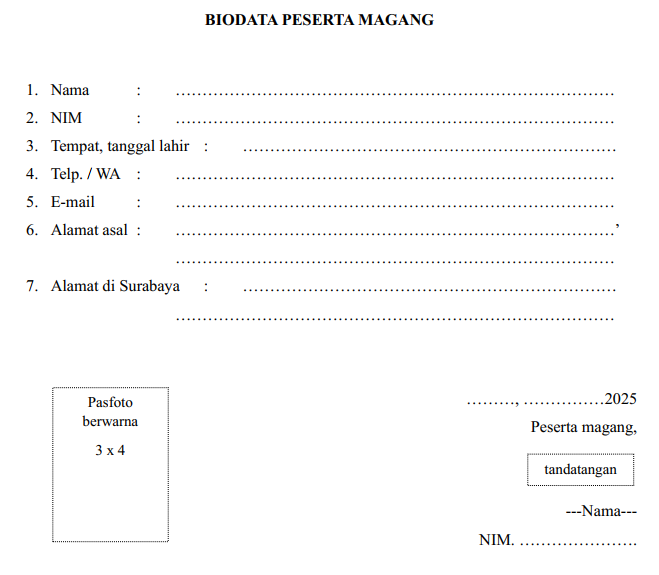 BIODATA PESERTA MAGANG
1. Nama : ……………………………………………………………………
2. NIM : ……………………………………………………………………
3. Tempat, tanggal lahir : …………………………………………………………
4. Telp. / WA : ……………………………………………………………………
5. E-mail : ……………………………………………………………………
6. Alamat asal : ……………………………………………………………………’
……………………………………………………………………
7. Alamat di Surabaya : …………………………………………………………
……………………………………………………………………
Pasfoto
berwarna
3 x 4
………, ……………2025
Peserta magang,
tandatangan
---Nama---
NIM. ………………….